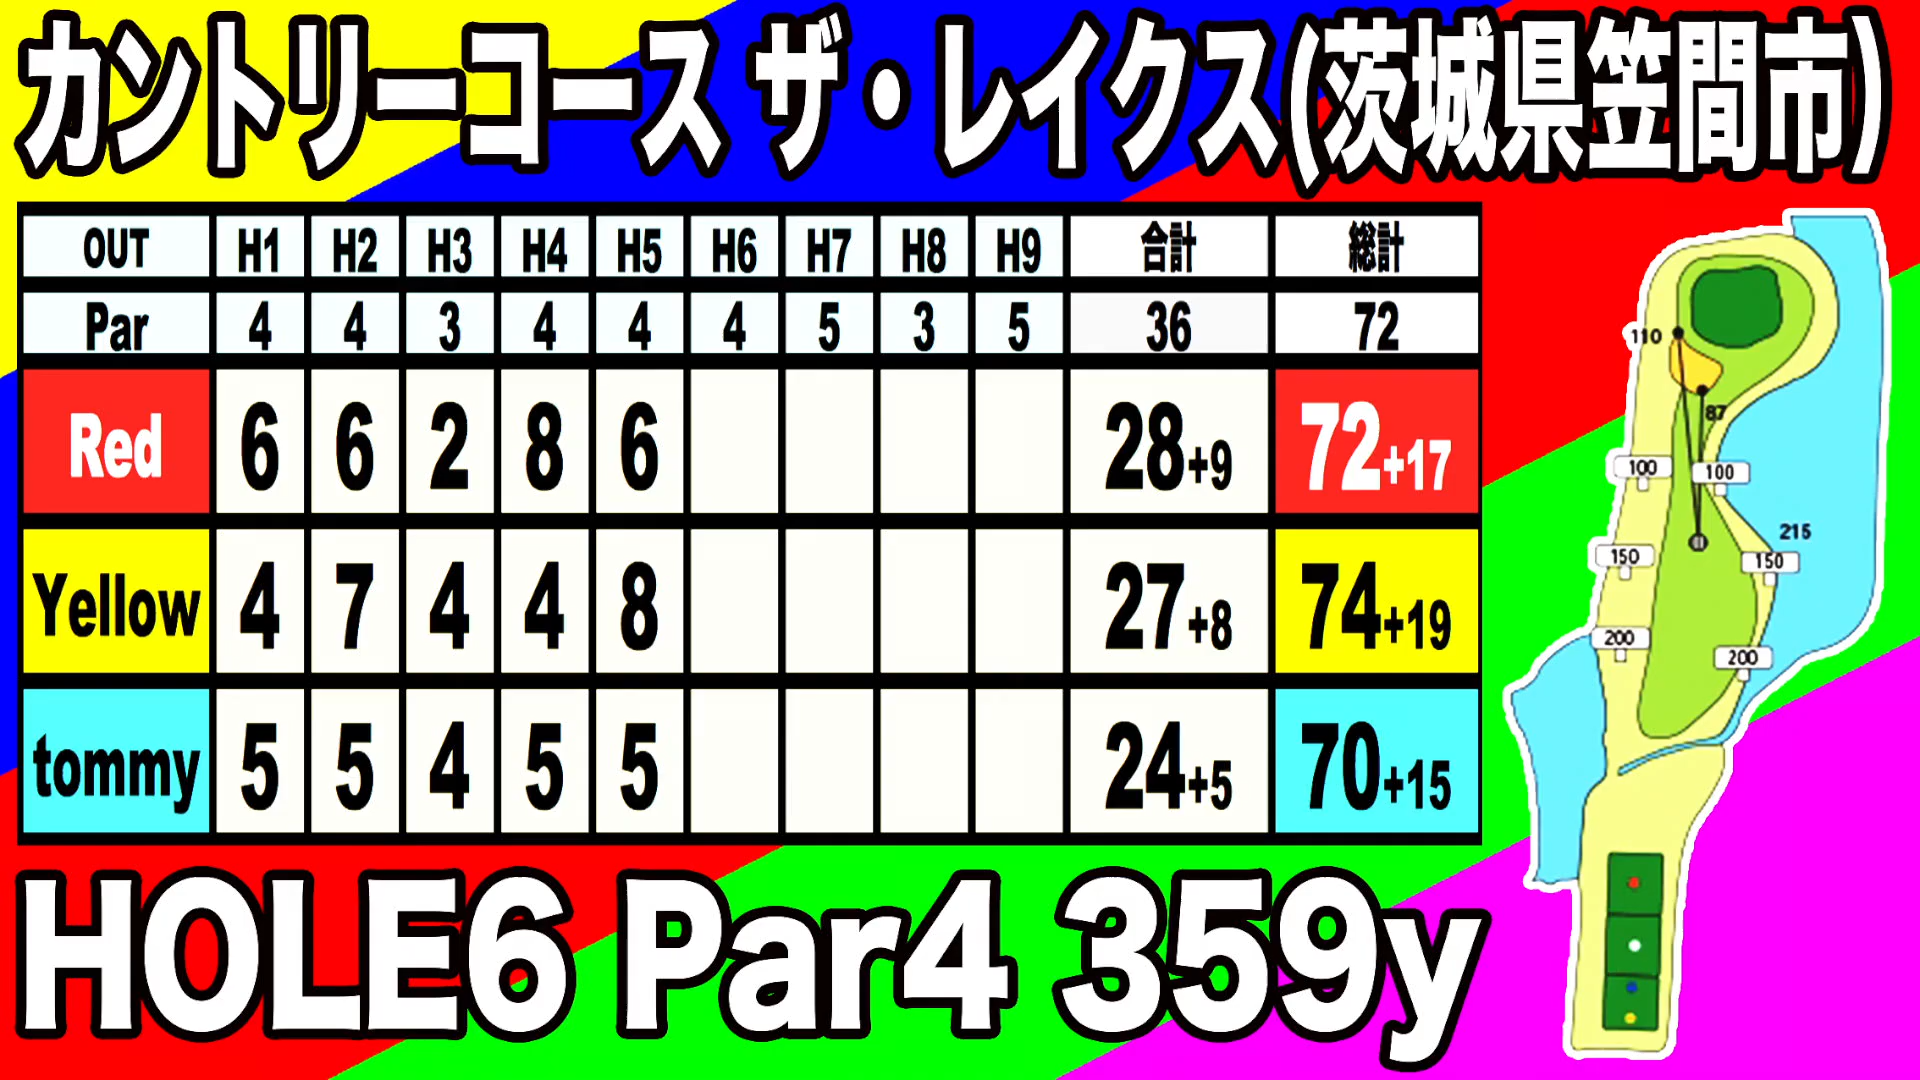 カントリーコース ザ・レイクス(茨城県笠間市)
OUT H1 H2 H3 H4 H5 H6 H7 H8 H9 合計 総計
Par 4 4 3 4 4 4 5 3 5 36 72
Red 6 6 2 8 6 28+9 72+17
Yellow 4 7 4 4 8 27+8 74+19
tommy 5 5 4 5 5 24+5 70+15
HOLE6 Par4 359y
110
87
100 100
215
150 150
200 200